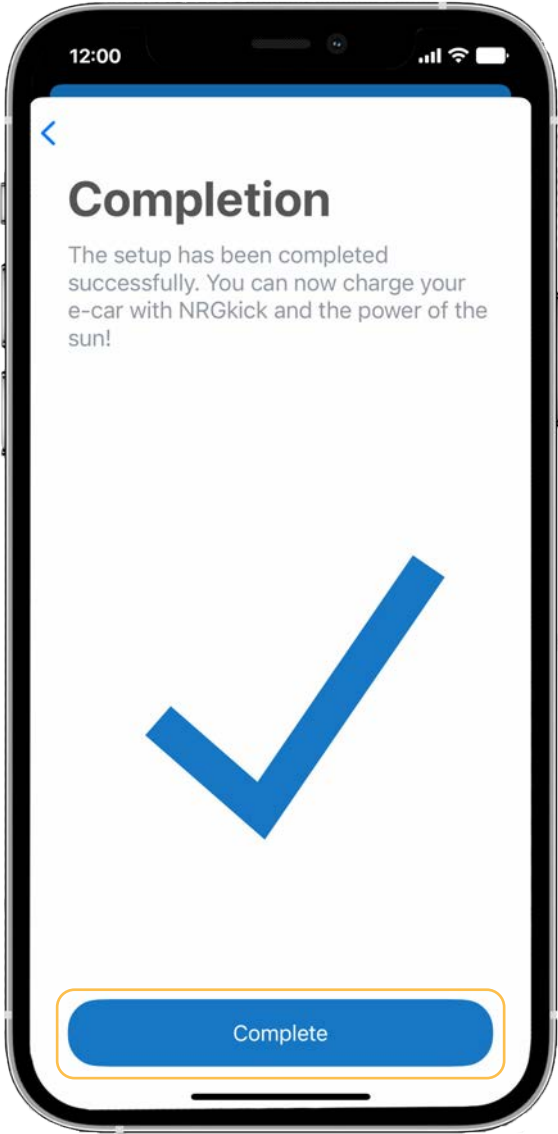 12:00
Completion
The setup has been completed
successfully. You can now charge your
e-car with NRGkick and the power of the
sun!
Complete